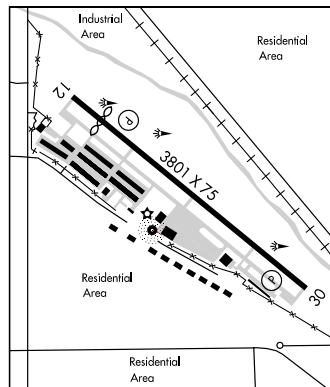 Industrial
Area
Residential
Area
12
P
3801 X 75
P
30
Residential
Area
Residential
Area